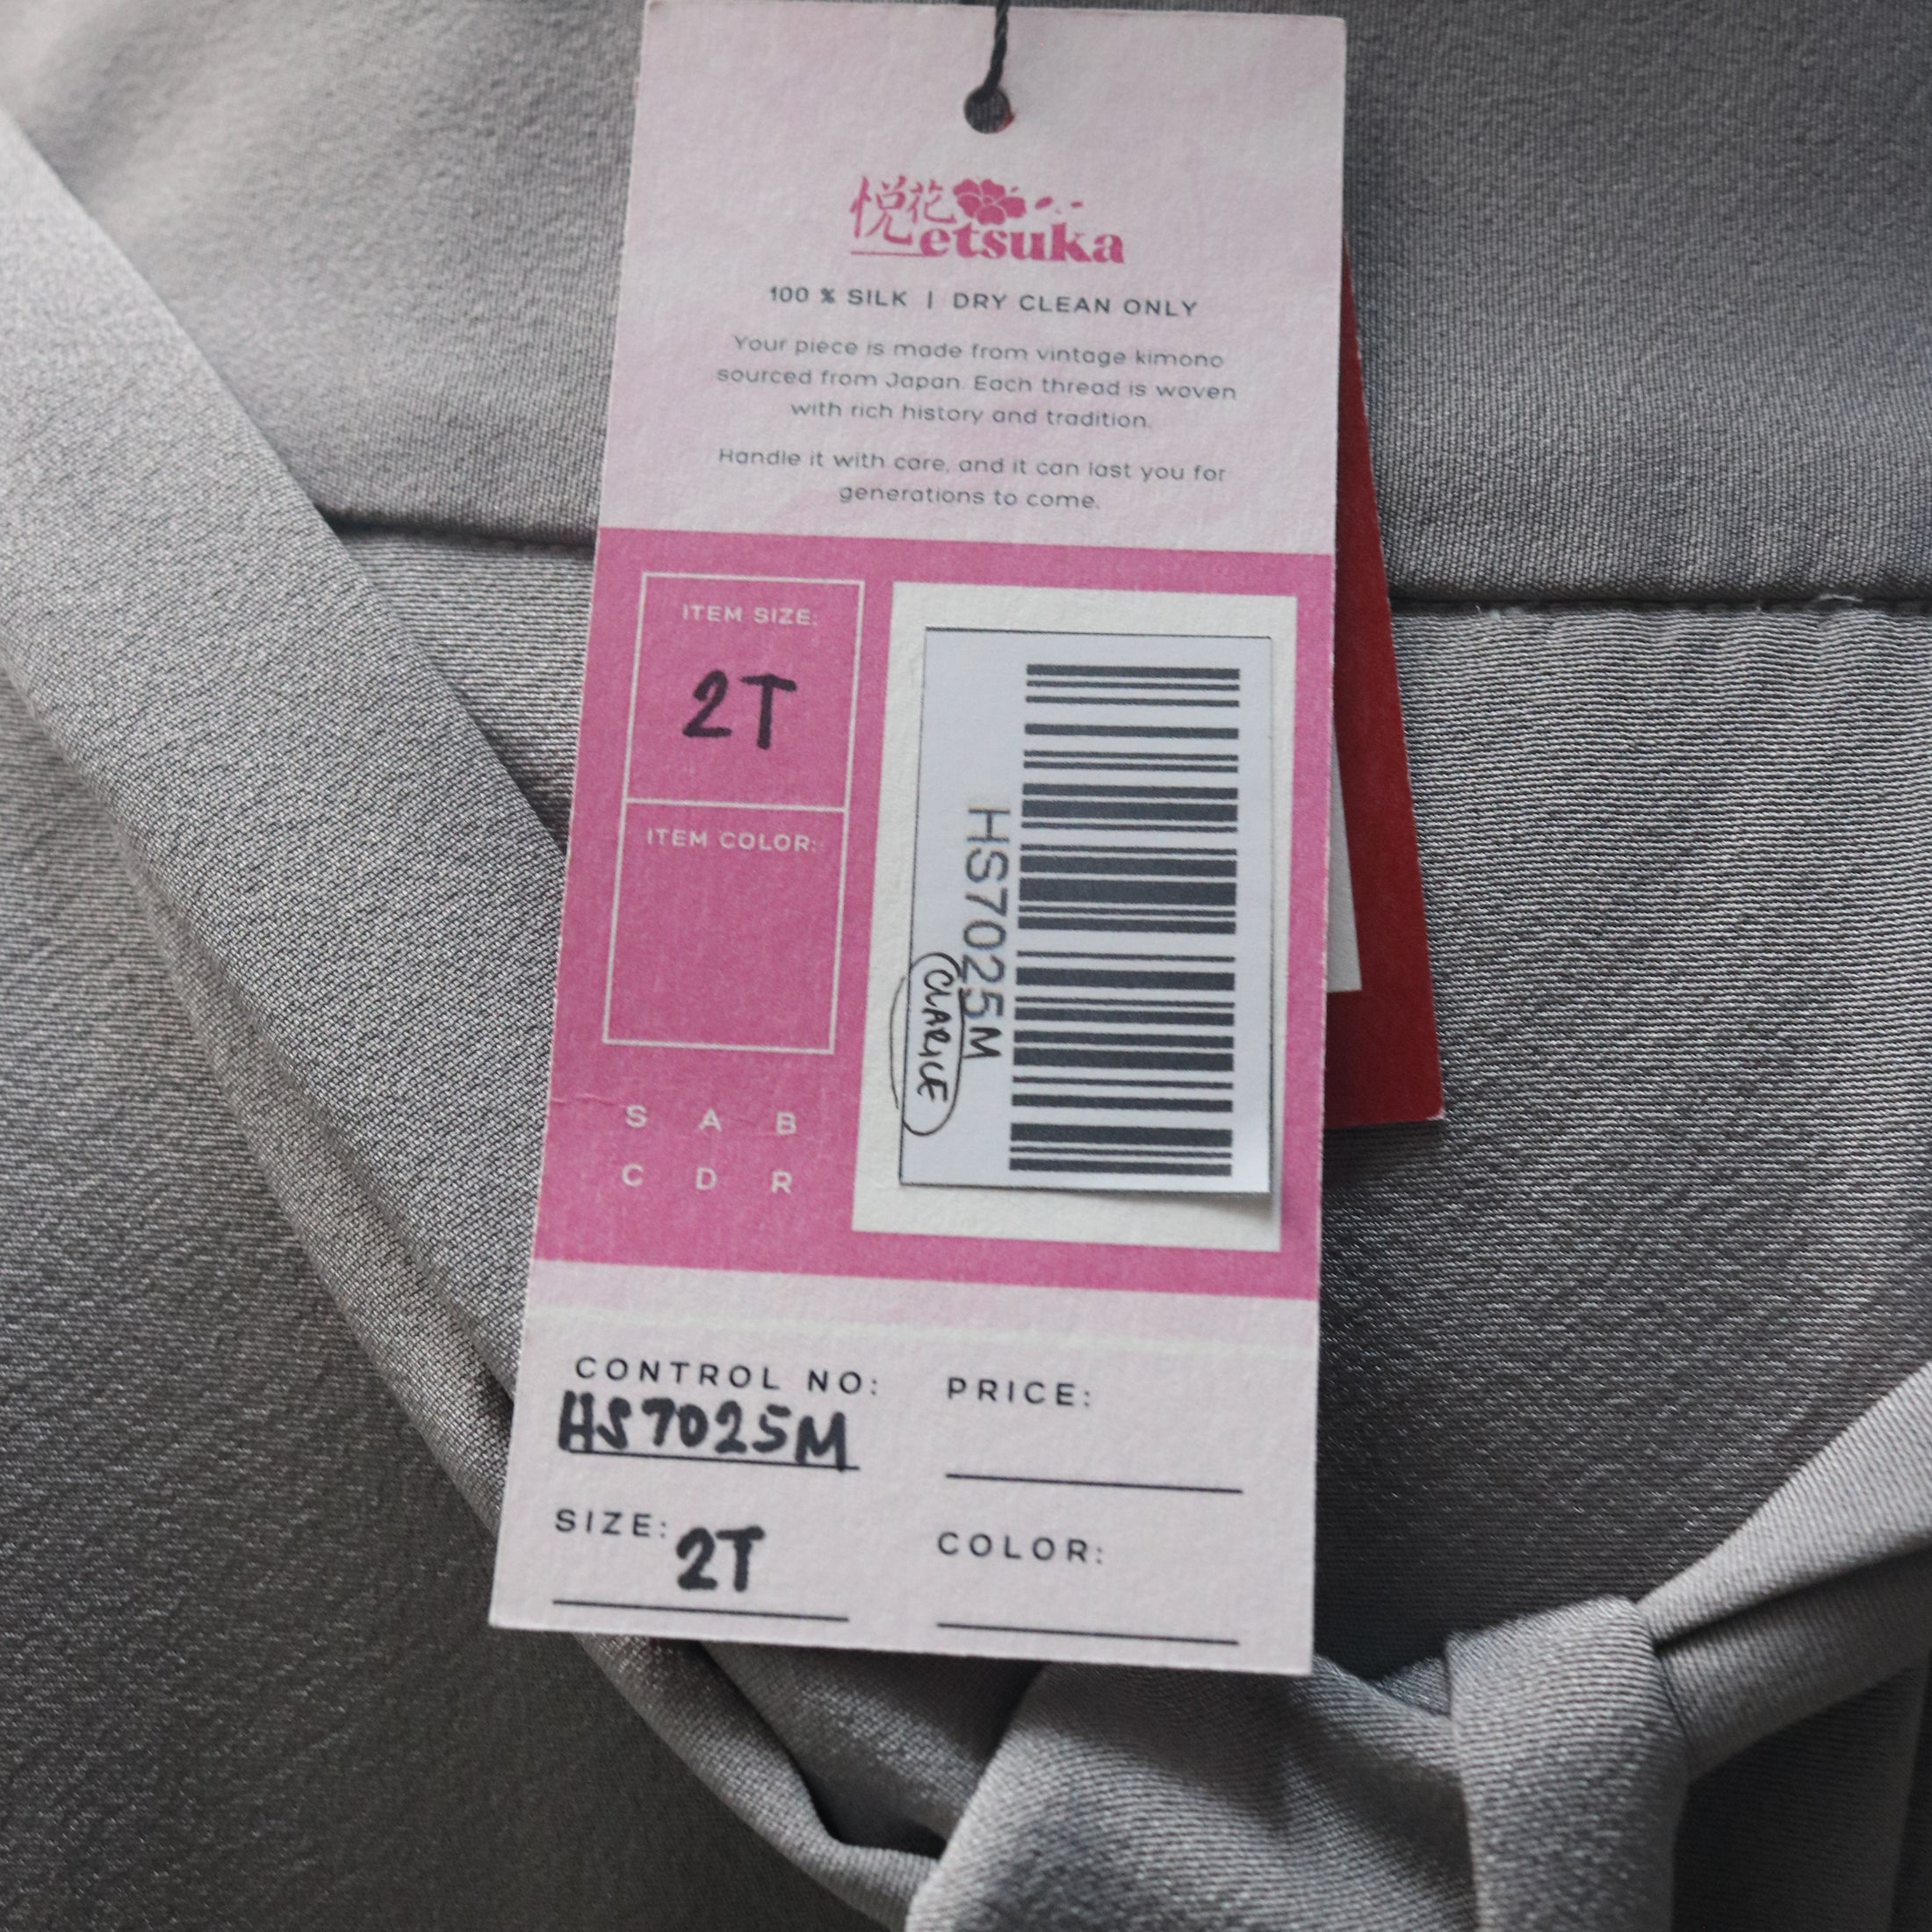 悦花
etsuka
100 % SILK | DRY CLEAN ONLY
Your piece is made from vintage kimono
sourced from Japan. Each thread is woven
with rich history and tradition.
Handle it with care, and it can last you for
generations to come.
ITEM SIZE:
2T
ITEM COLOR:
S A B
C D R
HS7025M
CLARICE
CONTROL NO:
HS7025M
PRICE:
SIZE: 2T
COLOR: